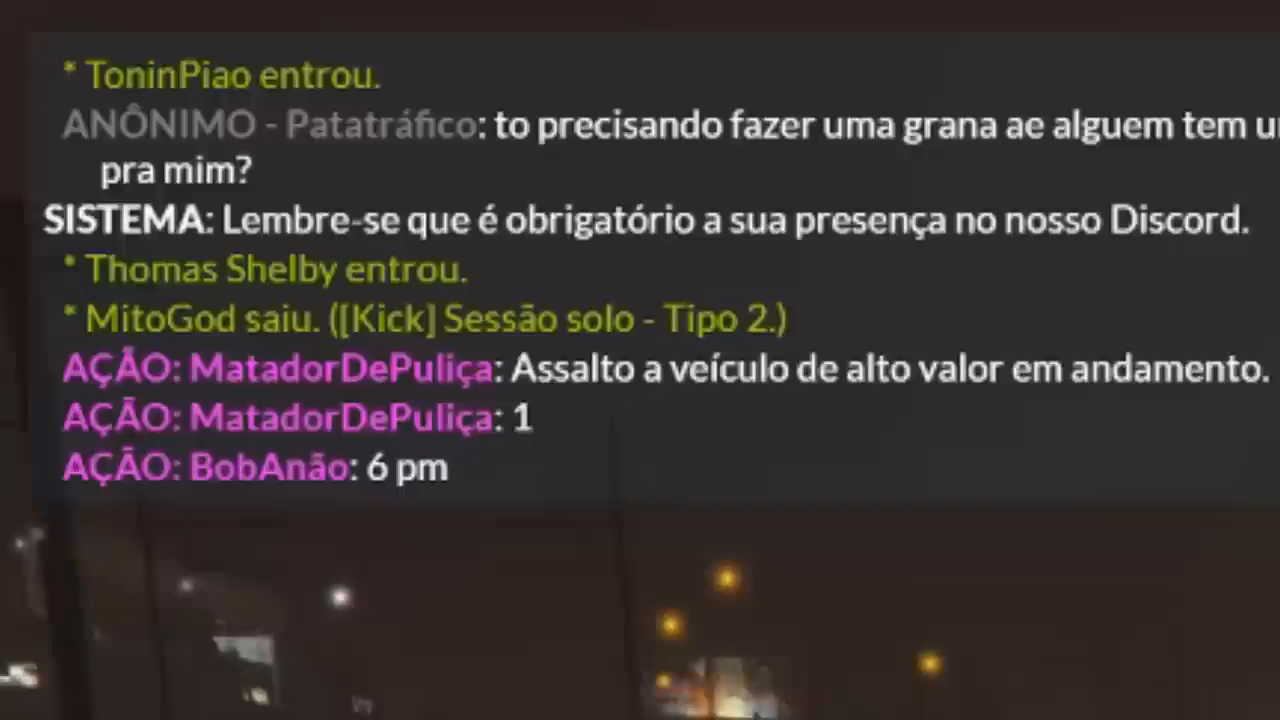 * ToninPiao entrou.
ANÔNIMO - Patatráfico: to precisando fazer uma grana ae alguem tem
pra mim?
SISTEMA: Lembre-se que é obrigatório a sua presença no nosso Discord.
* Thomas Shelby entrou.
* MitoGod saiu. ([Kick] Sessão solo - Tipo 2.)
AÇÃO: MatadorDePuliça: Assalto a veículo de alto valor em andamento.
AÇÃO: MatadorDePuliça: 1
AÇÃO: BobAnão: 6 pm